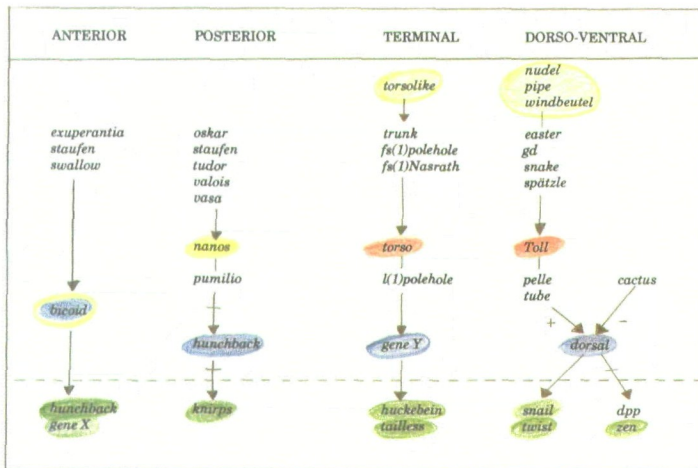 ANTERIOR POSTERIOR TERMINAL DORSO-VENTRAL
exuperantia
staufen
swallow
bicoid
hunchback
gene X
oskar
staufen
tudor
valois
vasa
nanos
pumilio
+
hunchback
+
knirps
torsolike
trunk
fs(1)polehole
fs(1)Nasrath
torso
l(1)polehole
gene Y
huckebein
tailless
nudel
pipe
windbeutel
easter
gd
snake
spätzle
Toll
pelle
tube
cactus
+ −
dorsal
−
snail
twist
dpp
zen